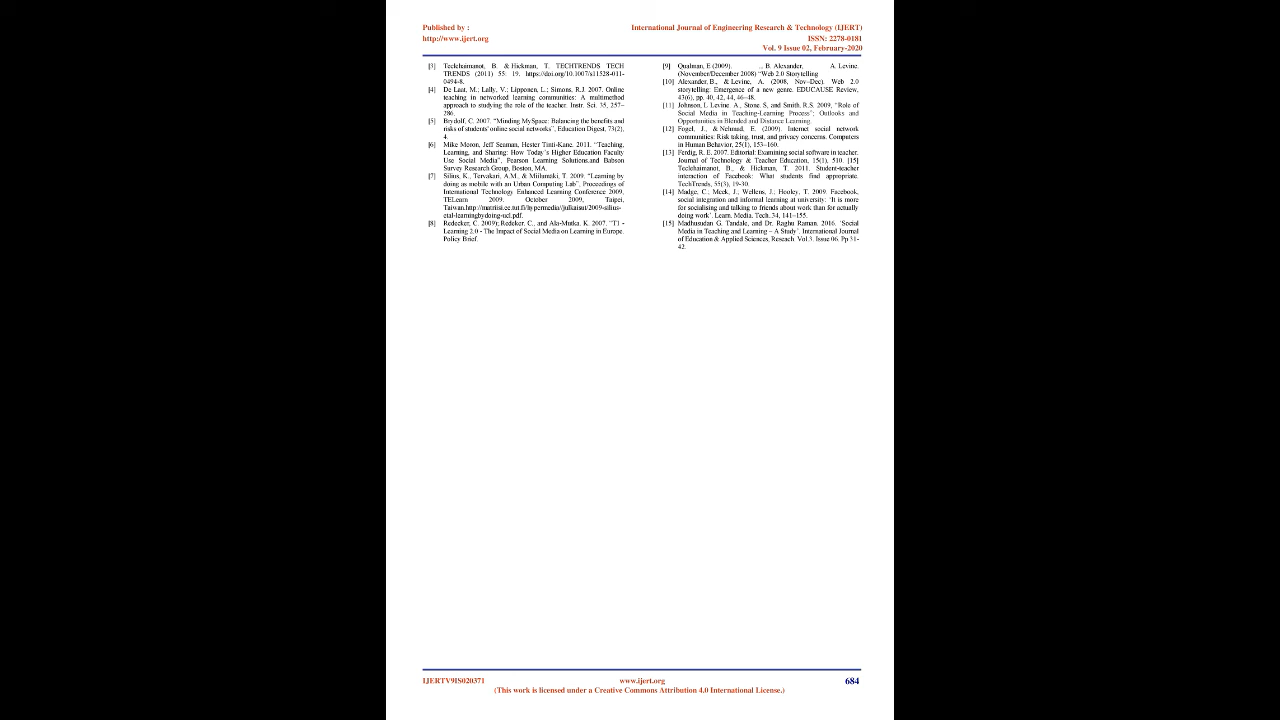 Published by :
International Journal of Engineering Research & Technology (IJERT)
http://www.ijert.org
ISSN: 2278-0181
Vol. 9 Issue 02, February-2020
[3] Teclehaimanot, B. & Hickman, T. TECHTRENDS TECH
TRENDS (2011) 55: 19. https://doi.org/10.1007/s11528-011-
0494-8.
[4] De Laat, M.; Lally, V.; Lipponen, L.; Simons, R.J. 2007. Online
teaching in networked learning communities: A multimethod
approach to studying the role of the teacher. Instr. Sci. 35, 257–
286.
[5] Brydolf, C. 2007. "Minding MySpace: Balancing the benefits and
risks of students' online social networks", Education Digest, 73(2),
4.
[6] Mike Moron, Jeff Seaman, Hester Tinti-Kane. 2011. "Teaching,
Learning, and Sharing: How Today's Higher Education Faculty
Use Social Media", Pearson Learning Solutions.and Babson
Survey Research Group, Boston, MA.
[7] Silius, K., Tervakari, A.M., & Miilumäki, T. 2009. "Learning by
doing as mobile with an Urban Computing Lab", Proceedings of
International Technology Enhanced Learning Conference 2009,
TELearn 2009. October 2009, Taipei,
Taiwan.http://matriisi.ee.tut.fi/hypermedia//julkaisut/2009-silius-
etal-learningbydoing-ucl.pdf.
[8] Redecker, C. 2009); Redeker, C., and Ala-Mutka. K. 2007. "T1 -
Learning 2.0 - The Impact of Social Media on Learning in Europe.
Policy Brief.
[9] Qualman, E (2009). ., B. Alexander, A. Levine.
(November/December 2008) "Web 2.0 Storytelling
[10] Alexander, B., & Levine, A. (2008, Nov–Dec). Web 2.0
storytelling: Emergence of a new genre. EDUCAUSE Review,
43(6), pp. 40, 42, 44, 46–48.
[11] Johnson, L. Levine. A., Stone. S, and Smith. R.S. 2009. "Role of
Social Media in Teaching-Learning Process"; Outlooks and
Opportunities in Blended and Distance Learning.
[12] Fogel, J., & Nehmad, E. (2009). Internet social network
communities: Risk taking, trust, and privacy concerns. Computers
in Human Behavior, 25(1), 153–160.
[13] Ferdig, R. E. 2007. Editorial: Examining social software in teacher.
Journal of Technology & Teacher Education, 15(1), 510. [15]
Teclehaimanot, B., & Hickman, T. 2011. Student-teacher
interaction of Facebook: What students find appropriate.
TechTrends, 55(3), 19-30.
[14] Madge, C.; Meek, J.; Wellens, J.; Hooley, T. 2009. Facebook,
social integration and informal learning at university: 'It is more
for socialising and talking to friends about work than for actually
doing work'. Learn. Media. Tech. 34, 141–155.
[15] Madhusudan G. Tandale, and Dr. Raghu Raman. 2016. 'Social
Media in Teaching and Learning – A Study'. International Journal
of Education & Applied Sciences, Reseach. Vol.3. Issue 06. Pp 31-
42.
IJERTV9IS020371
www.ijert.org
684
(This work is licensed under a Creative Commons Attribution 4.0 International License.)